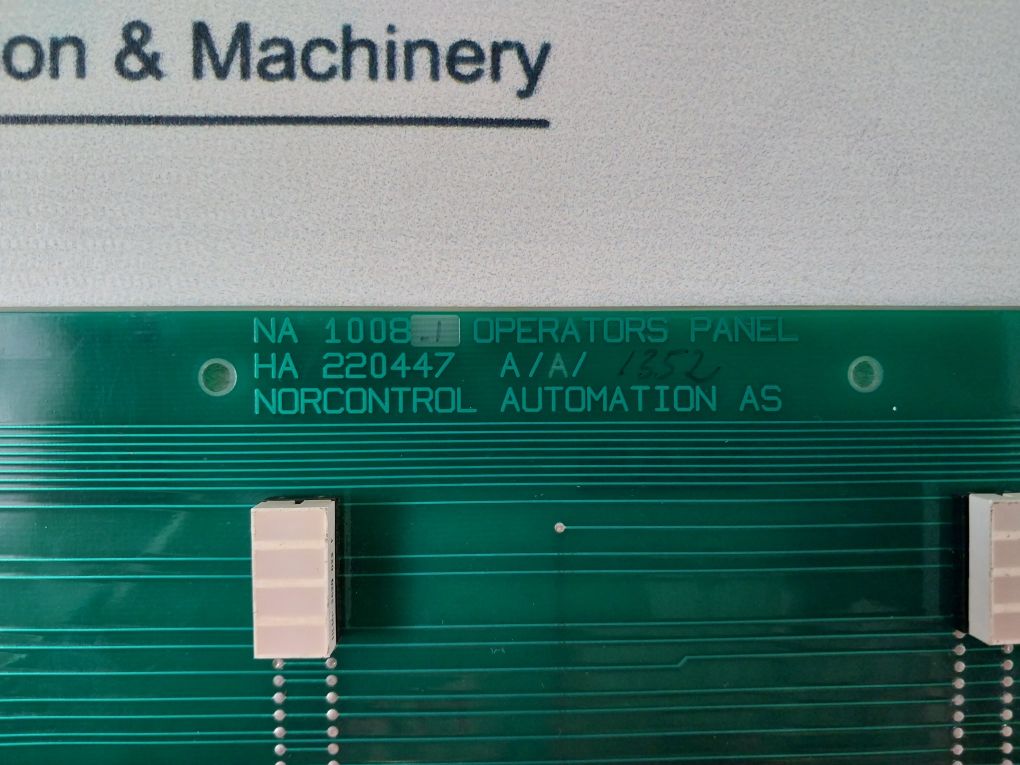 on & Machinery
NA 1008.1 OPERATORS PANEL
HA 220447 A/A/ 1352
NORCONTROL AUTOMATION AS